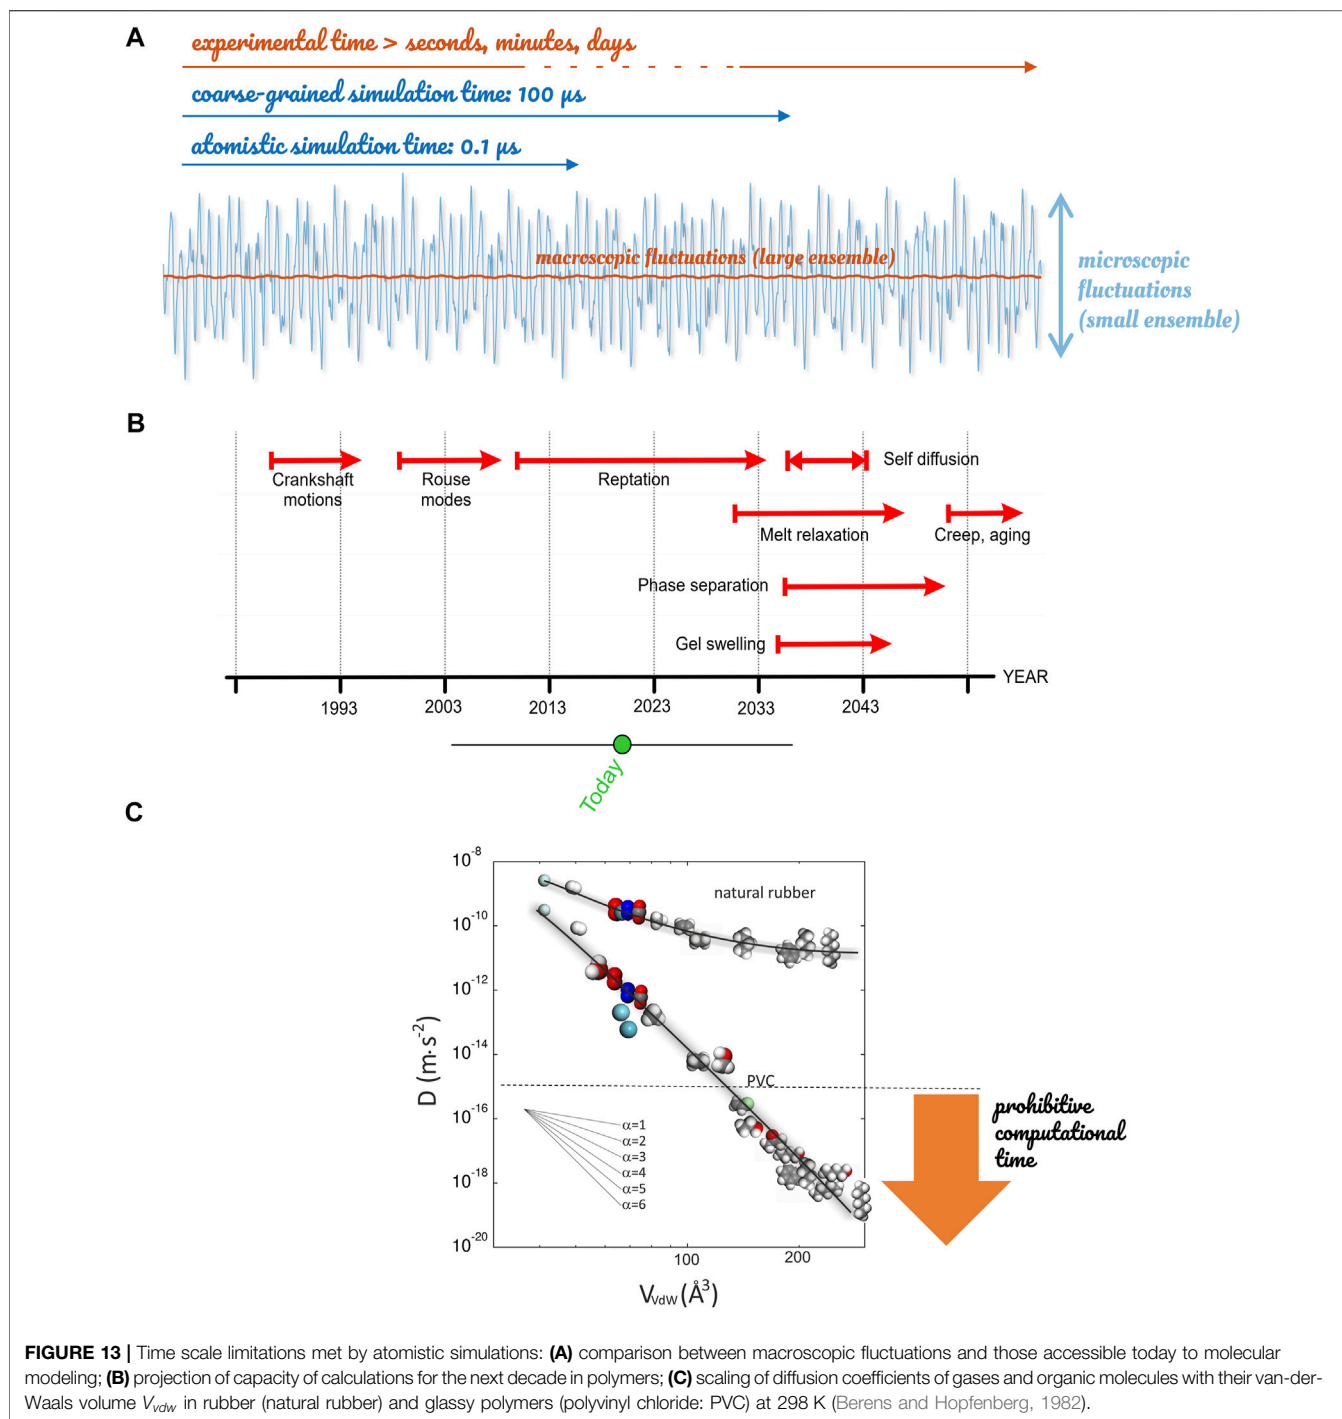 A
experimental time > seconds, minutes, days
coarse-grained simulation time: 100 µs
atomistic simulation time: 0.1 µs
macroscopic fluctuations (large ensemble)
microscopic
fluctuations
(small ensemble)
B
Crankshaft
motions
Rouse
modes
Reptation
Self diffusion
Melt relaxation
Creep, aging
Phase separation
Gel swelling
YEAR
1993 2003 2013 2023 2033 2043
Today
C
10-8
natural rubber
10-10
10-12
D (m·s-2)
10-14
PVC
prohibitive
computational
time
10-16
α=1
α=2
α=3
α=4
10-18
α=5
α=6
10-20
100 200
VvdW (Å3)
FIGURE 13 | Time scale limitations met by atomistic simulations: (A) comparison between macroscopic fluctuations and those accessible today to molecular
modeling; (B) projection of capacity of calculations for the next decade in polymers; (C) scaling of diffusion coefficients of gases and organic molecules with their van-der-
Waals volume Vvdw in rubber (natural rubber) and glassy polymers (polyvinyl chloride: PVC) at 298 K (Berens and Hopfenberg, 1982).